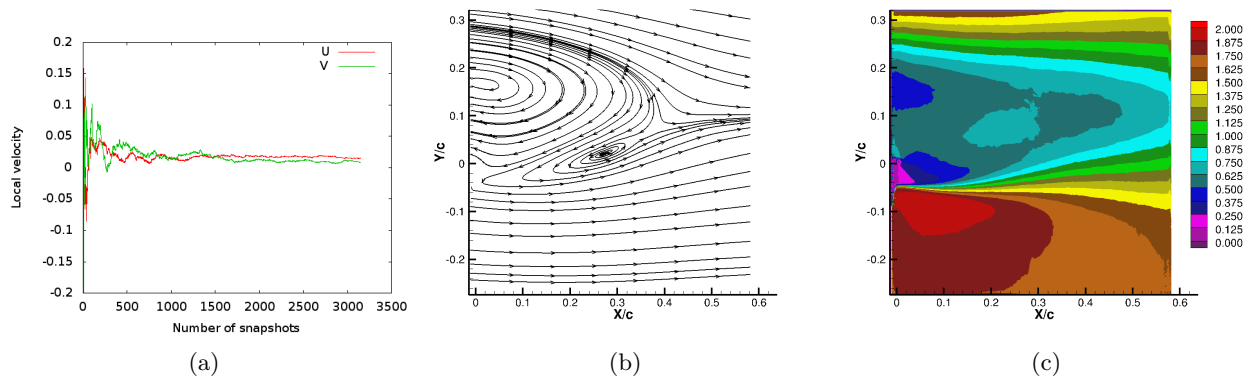 0.2
0.15
0.1
0.05
0
-0.05
-0.1
-0.15
-0.2
0 500 1000 1500 2000 2500 3000 3500
Local velocity
Number of snapshots
U
V
(a)
0.3
0.2
0.1
0
-0.1
-0.2
Y/c
0 0.1 0.2 0.3 0.4 0.5 0.6
X/c
(b)
0.3
0.2
0.1
0
-0.1
-0.2
Y/c
0 0.1 0.2 0.3 0.4 0.5 0.6
X/c
2.000
1.875
1.750
1.625
1.500
1.375
1.250
1.125
1.000
0.875
0.750
0.625
0.500
0.375
0.250
0.125
0.000
(c)